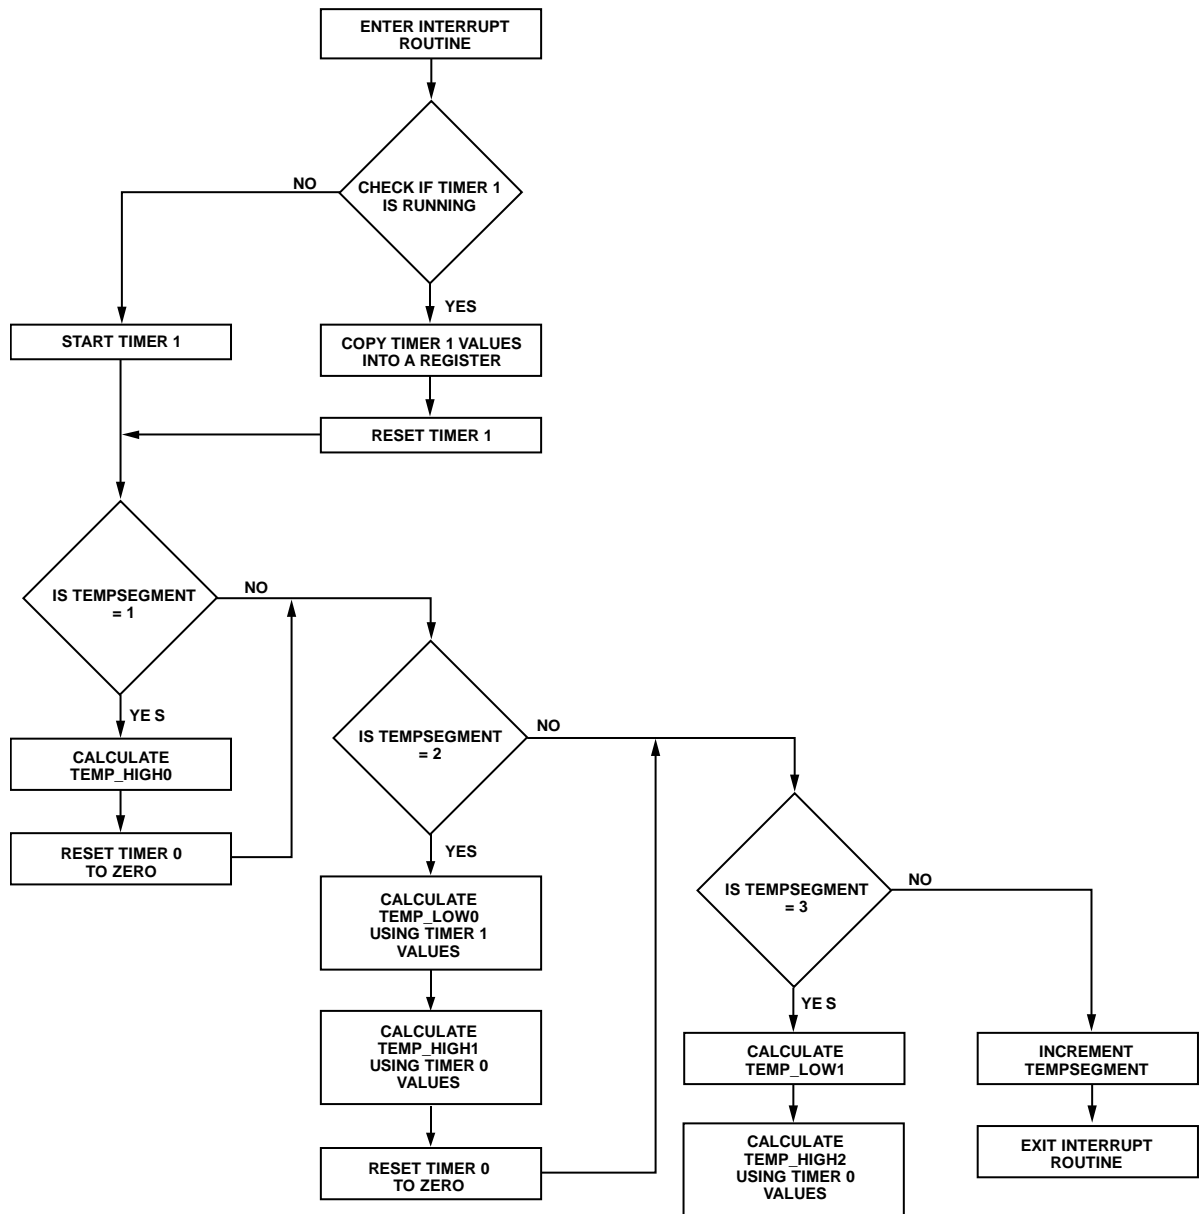 ENTER INTERRUPT
ROUTINE
CHECK IF TIMER 1
IS RUNNING
NO
YES
START TIMER 1
COPY TIMER 1 VALUES
INTO A REGISTER
RESET TIMER 1
IS TEMPSEGMENT
= 1
NO
YE S
CALCULATE
TEMP_HIGH0
RESET TIMER 0
TO ZERO
IS TEMPSEGMENT
= 2
NO
YES
CALCULATE
TEMP_LOW0
USING TIMER 1
VALUES
CALCULATE
TEMP_HIGH1
USING TIMER 0
VALUES
RESET TIMER 0
TO ZERO
IS TEMPSEGMENT
= 3
NO
YE S
CALCULATE
TEMP_LOW1
CALCULATE
TEMP_HIGH2
USING TIMER 0
VALUES
INCREMENT
TEMPSEGMENT
EXIT INTERRUPT
ROUTINE